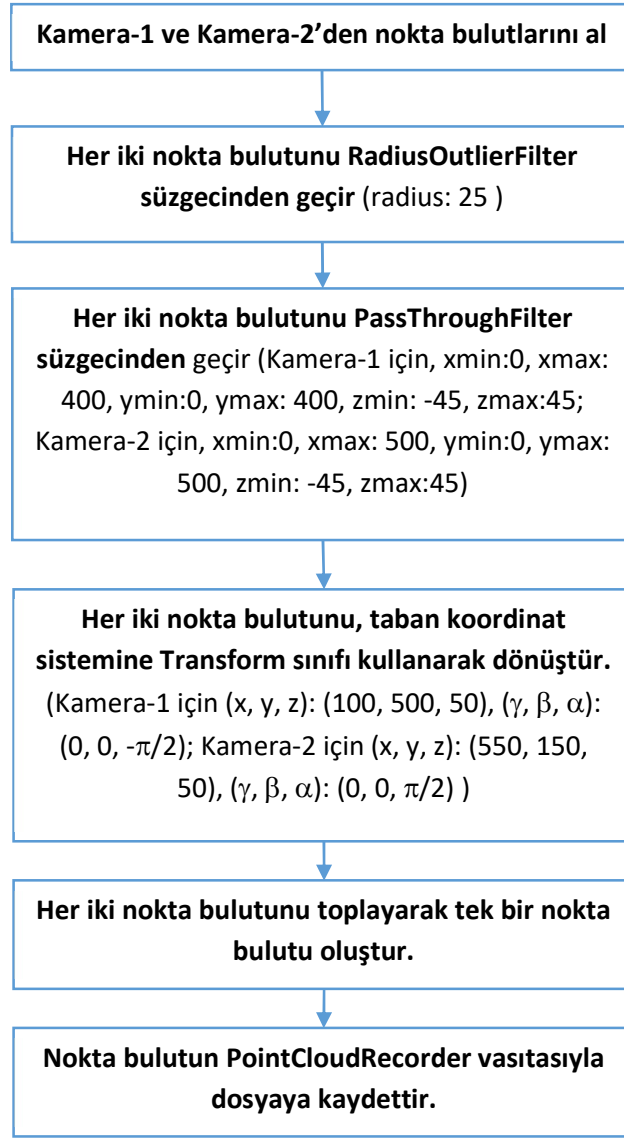 Kamera-1 ve Kamera-2’den nokta bulutlarını al
Her iki nokta bulutunu RadiusOutlierFilter
süzgecinden geçir (radius: 25 )
Her iki nokta bulutunu PassThroughFilter
süzgecinden geçir (Kamera-1 için, xmin:0, xmax:
400, ymin:0, ymax: 400, zmin: -45, zmax:45;
Kamera-2 için, xmin:0, xmax: 500, ymin:0, ymax:
500, zmin: -45, zmax:45)
Her iki nokta bulutunu, taban koordinat
sistemine Transform sınıfı kullanarak dönüştür.
(Kamera-1 için (x, y, z): (100, 500, 50), (γ, β, α):
(0, 0, -π/2); Kamera-2 için (x, y, z): (550, 150,
50), (γ, β, α): (0, 0, π/2) )
Her iki nokta bulutunu toplayarak tek bir nokta
bulutu oluştur.
Nokta bulutun PointCloudRecorder vasıtasıyla
dosyaya kaydettir.